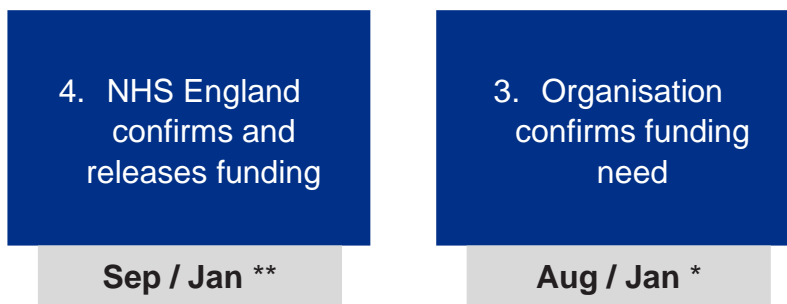 4. NHS England
confirms and
releases funding
Sep / Jan **
3. Organisation
confirms funding
need
Aug / Jan *